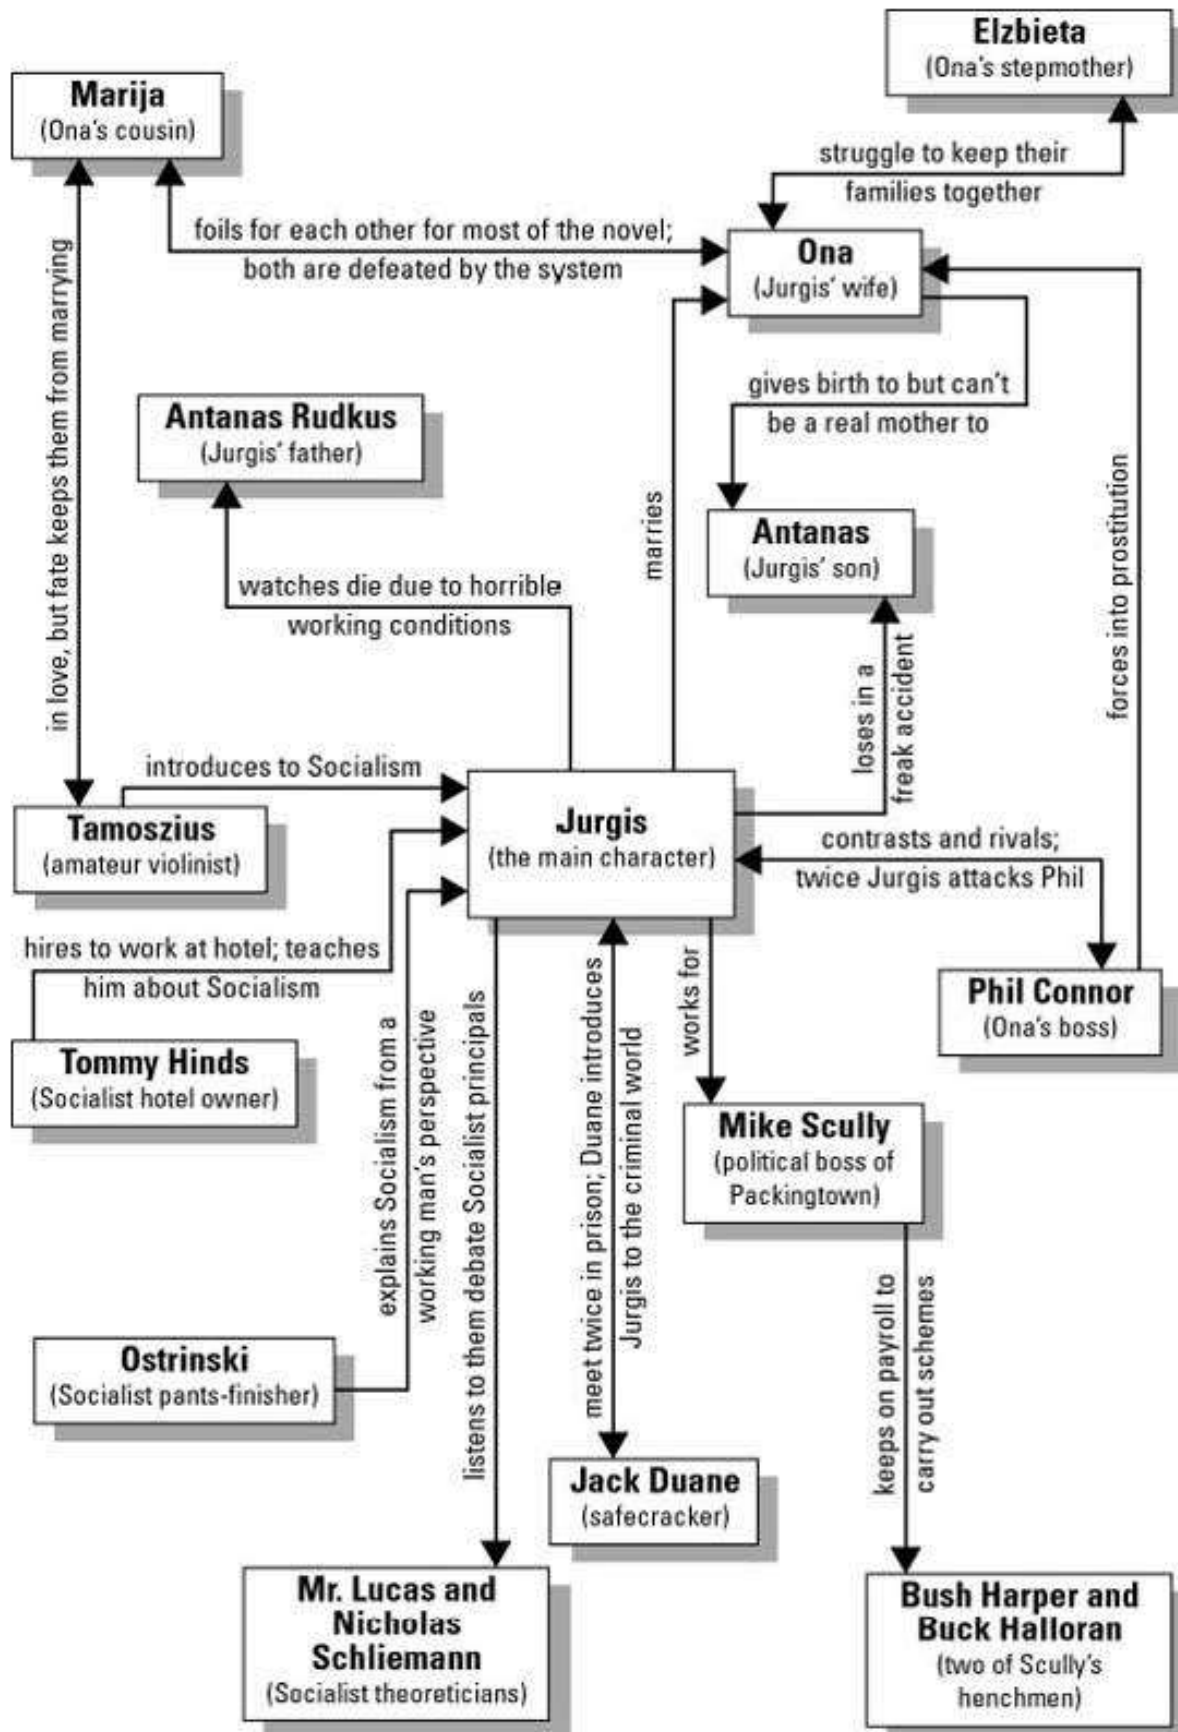 Elzbieta
(Ona's stepmother)
Marija
(Ona's cousin)
struggle to keep their
families together
foils for each other for most of the novel;
both are defeated by the system
Ona
(Jurgis' wife)
in love, but fate keeps them from marrying
gives birth to but can't
be a real mother to
Antanas Rudkus
(Jurgis' father)
marries
Antanas
(Jurgis' son)
forces into prostitution
watches die due to horrible
working conditions
loses in a
freak accident
introduces to Socialism
Jurgis
(the main character)
Tamoszius
(amateur violinist)
contrasts and rivals;
twice Jurgis attacks Phil
hires to work at hotel; teaches
him about Socialism
works for
Phil Connor
(Ona's boss)
Tommy Hinds
(Socialist hotel owner)
explains Socialism from a
working man's perspective
listens to them debate Socialist principals
meet twice in prison; Duane introduces
Jurgis to the criminal world
Mike Scully
(political boss of
Packingtown)
Ostrinski
(Socialist pants-finisher)
keeps on payroll to
carry out schemes
Jack Duane
(safecracker)
Mr. Lucas and
Nicholas
Schliemann
(Socialist theoreticians)
Bush Harper and
Buck Halloran
(two of Scully's
henchmen)